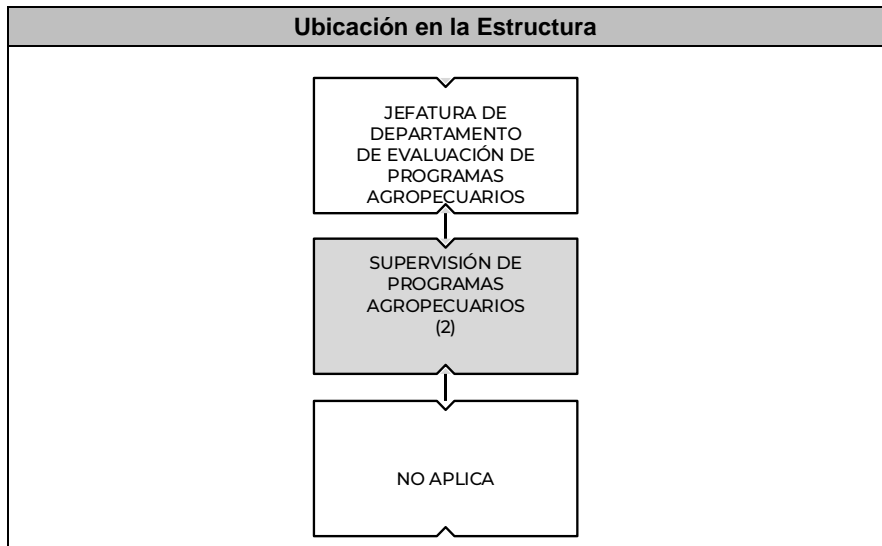 Ubicación en la Estructura
JEFATURA DE
DEPARTAMENTO
DE EVALUACIÓN DE
PROGRAMAS
AGROPECUARIOS
SUPERVISIÓN DE
PROGRAMAS
AGROPECUARIOS
(2)
NO APLICA